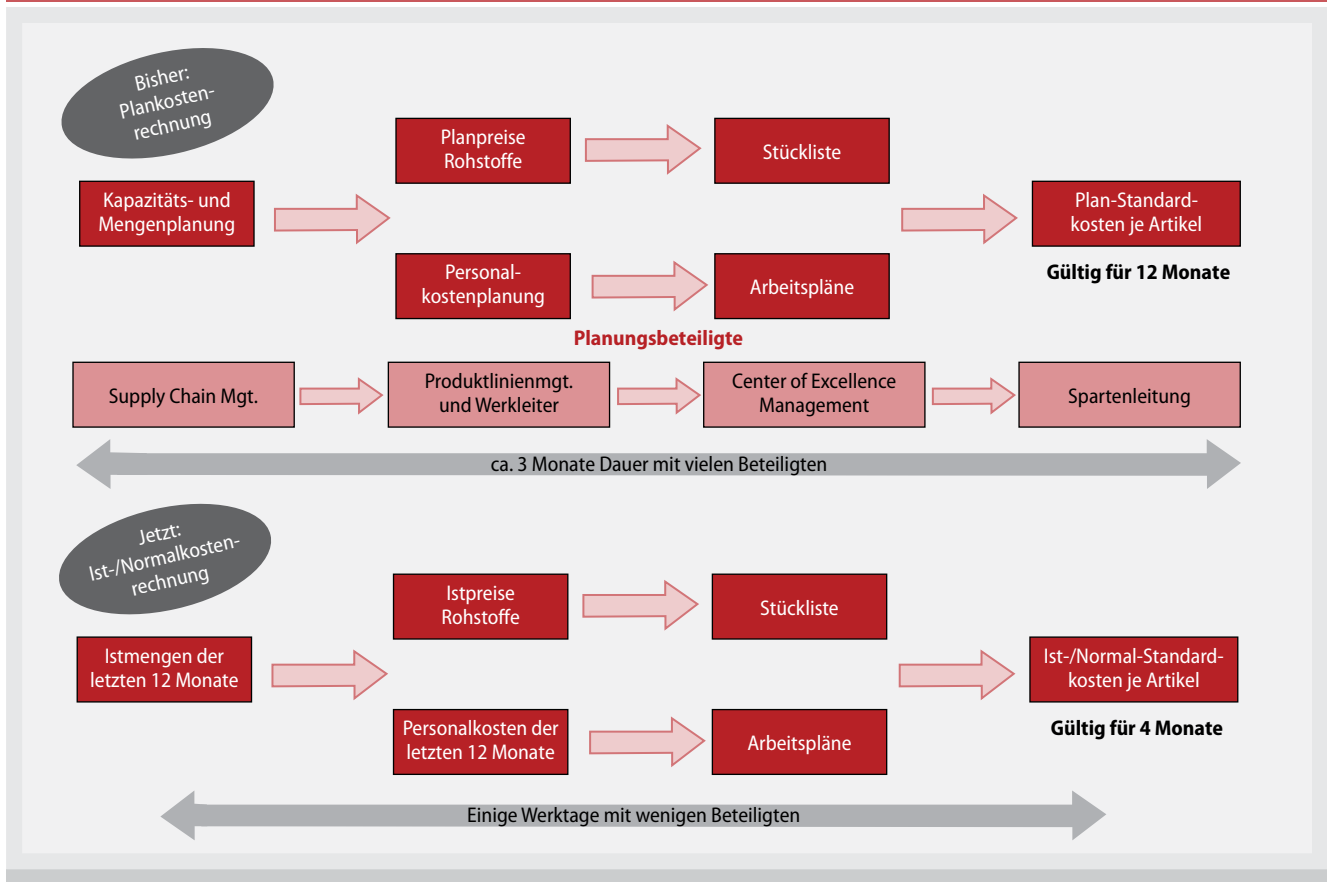 Bisher:
Plankosten-
rechnung
Kapazitäts- und
Mengenplanung
Planpreise
Rohstoffe
Stückliste
Personal-
kostenplanung
Arbeitspläne
Plan-Standard-
kosten je Artikel
Gültig für 12 Monate
Planungsbeteiligte
Supply Chain Mgt.
Produktlinienmgt.
und Werkleiter
Center of Excellence
Management
Spartenleitung
ca. 3 Monate Dauer mit vielen Beteiligten
Jetzt:
Ist-/Normalkosten-
rechnung
Istmengen der
letzten 12 Monate
Istpreise
Rohstoffe
Stückliste
Personalkosten der
letzten 12 Monate
Arbeitspläne
Ist-/Normal-Standard-
kosten je Artikel
Gültig für 4 Monate
Einige Werktage mit wenigen Beteiligten